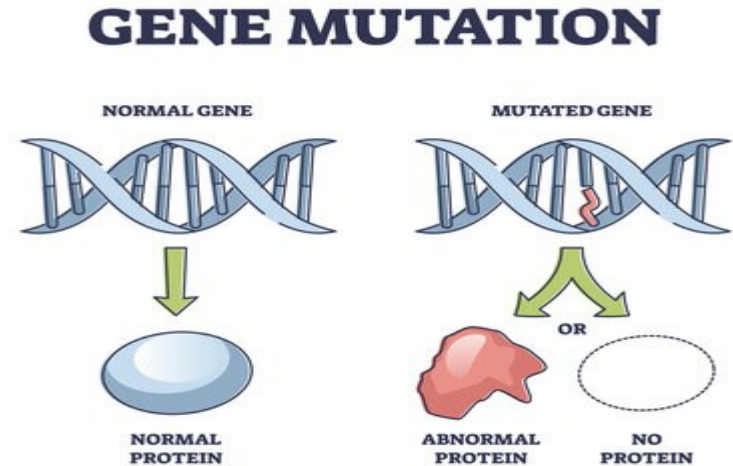 GENE MUTATION
NORMAL GENE
MUTATED GENE
OR
NORMAL
PROTEIN
ABNORMAL
PROTEIN
NO
PROTEIN